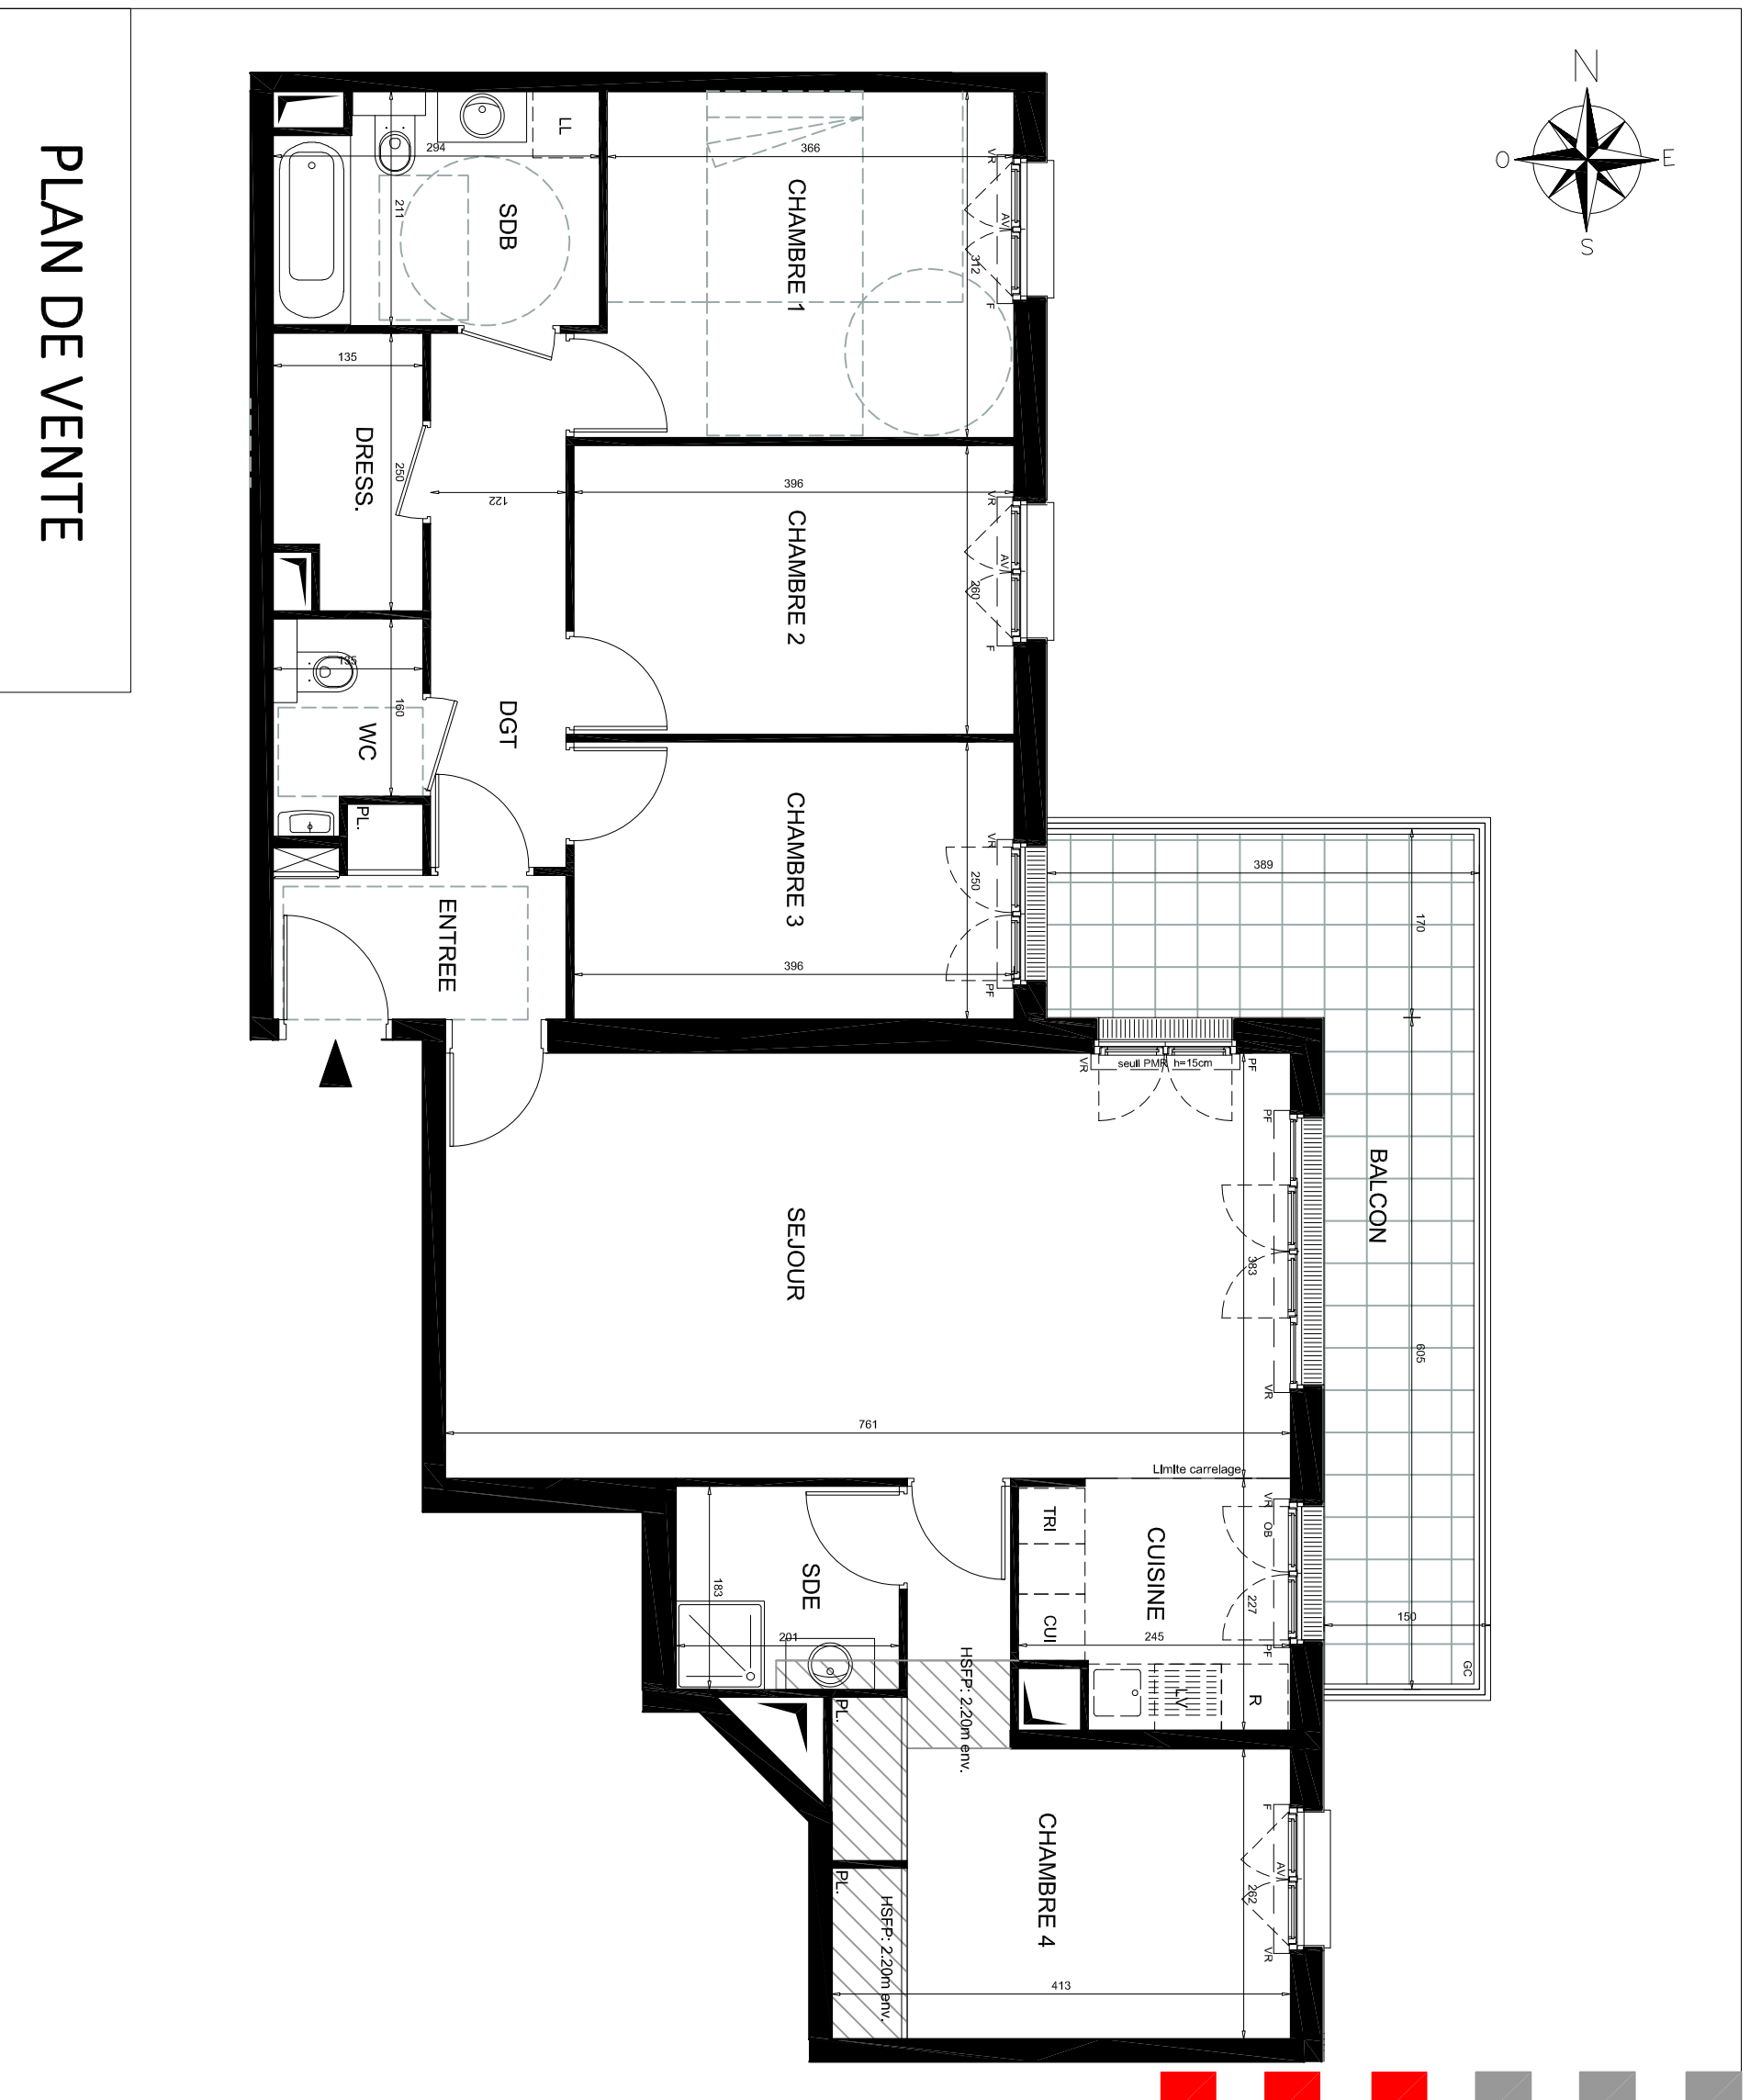 PLAN DE VENTE
N
O
E
S
LL
294
211
SDB
366
CHAMBRE 1
VR
AV
312
F
135
DRESS.
250
122
396
CHAMBRE 2
VR
AV
260
F
135
160
WC
PL.
DGT
CHAMBRE 3
VR
250
396
PF
ENTREE
389
170
VR
seuil PMR h=15cm
PF
PF
BALCON
SEJOUR
383
605
VR
761
Limite carrelage
TRI
CUISINE
VR
OB
227
CUI
245
PF
150
GC
SDE
183
201
HSFP: 2.20m env.
LV
R
PL.
CHAMBRE 4
F
AV
262
VR
PL.
HSFP: 2.20m env.
413